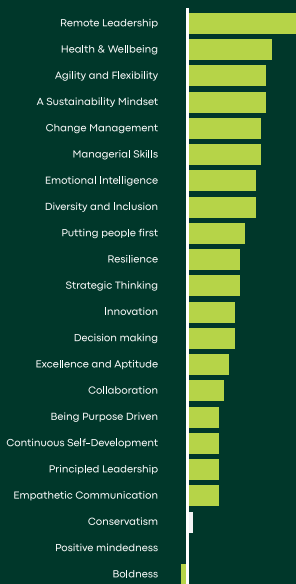 Remote Leadership
Health & Wellbeing
Agility and Flexibility
A Sustainability Mindset
Change Management
Managerial Skills
Emotional Intelligence
Diversity and Inclusion
Putting people first
Resilience
Strategic Thinking
Innovation
Decision making
Excellence and Aptitude
Collaboration
Being Purpose Driven
Continuous Self-Development
Principled Leadership
Empathetic Communication
Conservatism
Positive mindedness
Boldness